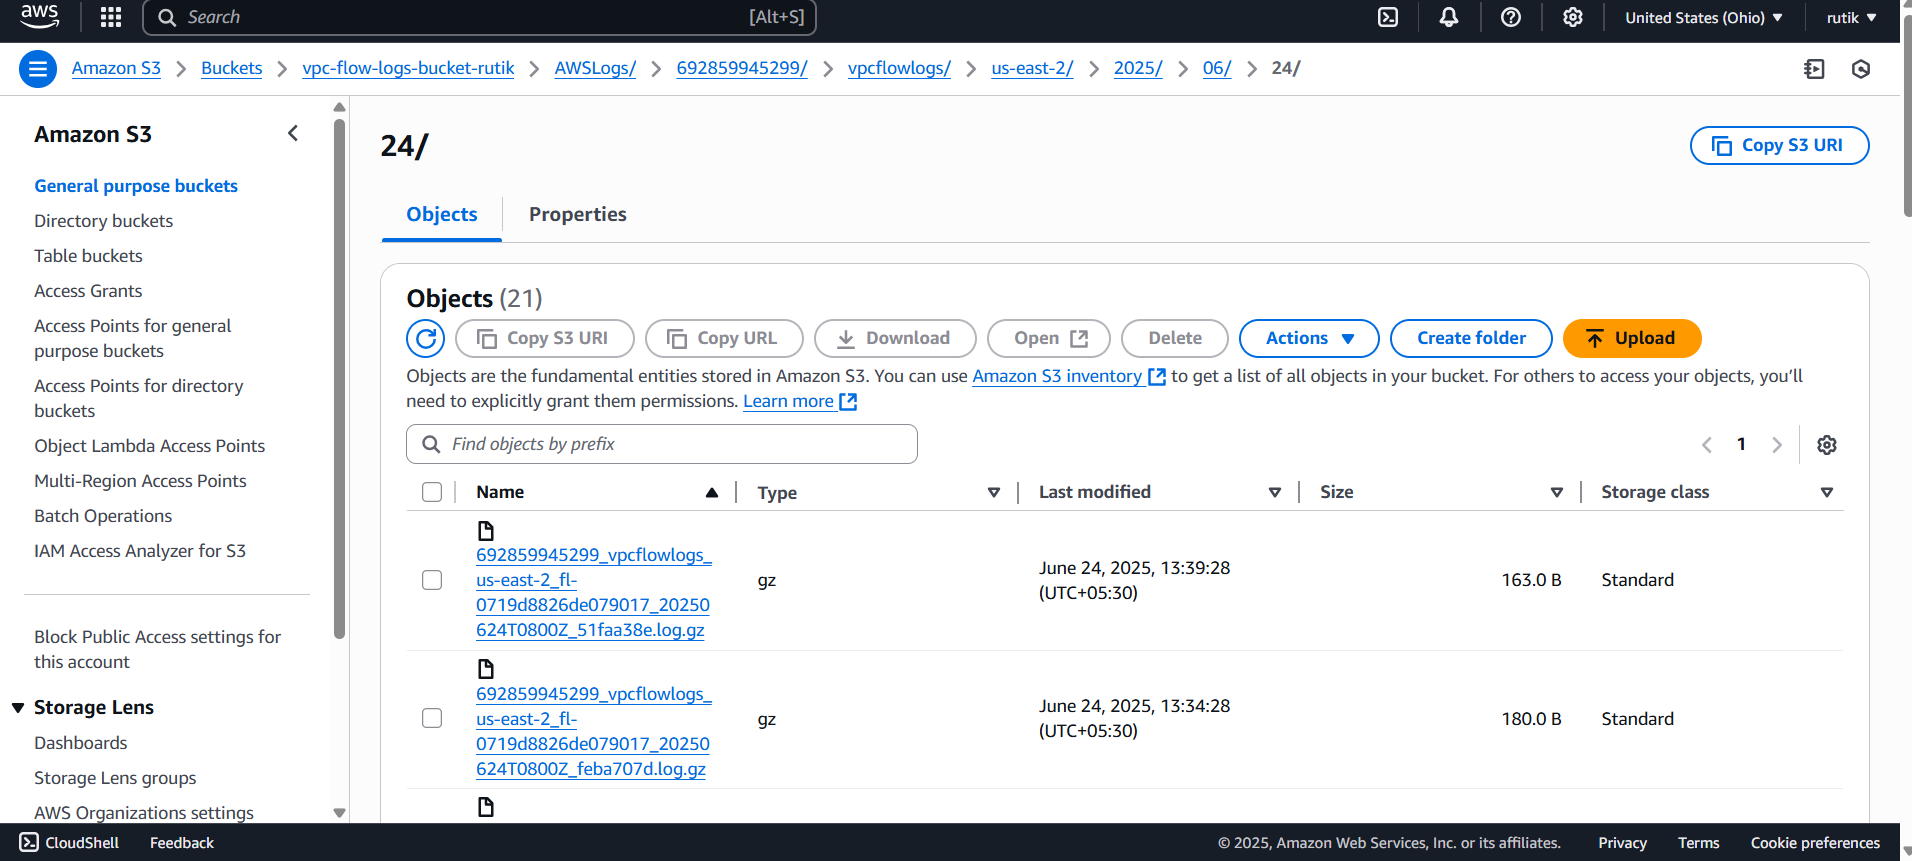 aws
Search
[Alt+S]
United States (Ohio)
rutik
Amazon S3
Buckets
vpc-flow-logs-bucket-rutik
AWSLogs/
692859945299/
vpcflowlogs/
us-east-2/
2025/
06/
24/
Amazon S3
General purpose buckets
Directory buckets
Table buckets
Access Grants
Access Points for general
purpose buckets
Access Points for directory
buckets
Object Lambda Access Points
Multi-Region Access Points
Batch Operations
IAM Access Analyzer for S3
Block Public Access settings for
this account
Storage Lens
Dashboards
Storage Lens groups
AWS Organizations settings
24/
Copy S3 URI
Objects
Properties
Objects (21)
Copy S3 URI
Copy URL
Download
Open
Delete
Actions
Create folder
Upload
Objects are the fundamental entities stored in Amazon S3. You can use Amazon S3 inventory to get a list of all objects in your bucket. For others to access your objects, you'll
need to explicitly grant them permissions. Learn more
Find objects by prefix
1
Name
Type
Last modified
Size
Storage class
692859945299_vpcflowlogs_
us-east-2_fl-
0719d8826de079017_20250
624T0800Z_51faa38e.log.gz
gz
June 24, 2025, 13:39:28
(UTC+05:30)
163.0 B
Standard
692859945299_vpcflowlogs_
us-east-2_fl-
0719d8826de079017_20250
624T0800Z_feba707d.log.gz
gz
June 24, 2025, 13:34:28
(UTC+05:30)
180.0 B
Standard
CloudShell
Feedback
© 2025, Amazon Web Services, Inc. or its affiliates.
Privacy
Terms
Cookie preferences